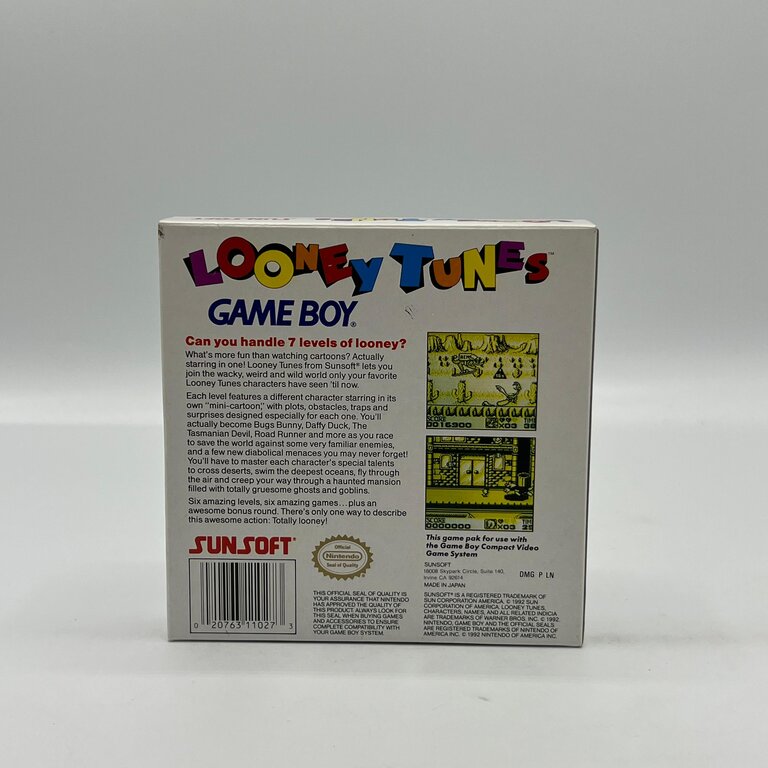 LOONEY TUNES™
GAME BOY®
Can you handle 7 levels of looney?
What's more fun than watching cartoons? Actually
starring in one! Looney Tunes from Sunsoft® lets you
join the wacky, weird and wild world only your favorite
Looney Tunes characters have seen 'til now.
Each level features a different character starring in its
own "mini-cartoon," with plots, obstacles, traps and
surprises designed especially for each one. You'll
actually become Bugs Bunny, Daffy Duck, The
Tasmanian Devil, Road Runner and more as you race
to save the world against some very familiar enemies,
and a few new diabolical menaces you may never forget!
You'll have to master each character's special talents
to cross deserts, swim the deepest oceans, fly through
the air and creep your way through a haunted mansion
filled with totally gruesome ghosts and goblins.
Six amazing levels, six amazing games...plus an
awesome bonus round. There's only one way to describe
this awesome action: Totally looney!
SCORE TIME
0016900 ×03 38
SCORE TIME
0000000 ×03 25
This game pak for use with
the Game Boy Compact Video
Game System
SUNSOFT
16008 Skypark Circle, Suite 140,
Irvine CA 92614
MADE IN JAPAN
DMG P LN
SUNSOFT®
Official
Nintendo
Seal of Quality
0 20763 11027 3
THIS OFFICIAL SEAL OF QUALITY IS
YOUR ASSURANCE THAT NINTENDO
HAS APPROVED THE QUALITY OF
THIS PRODUCT. ALWAYS LOOK FOR
THIS SEAL WHEN BUYING GAMES
AND ACCESSORIES TO ENSURE
COMPLETE COMPATIBILITY WITH
YOUR GAME BOY SYSTEM.
SUNSOFT® IS A REGISTERED TRADEMARK OF
SUN CORPORATION OF AMERICA. © 1992 SUN
CORPORATION OF AMERICA. LOONEY TUNES,
CHARACTERS, NAMES, AND ALL RELATED INDICIA
ARE TRADEMARKS OF WARNER BROS. INC. © 1992
NINTENDO, GAME BOY AND THE OFFICIAL SEALS
ARE REGISTERED TRADEMARKS OF NINTENDO OF
AMERICA INC. © 1992 NINTENDO OF AMERICA INC.